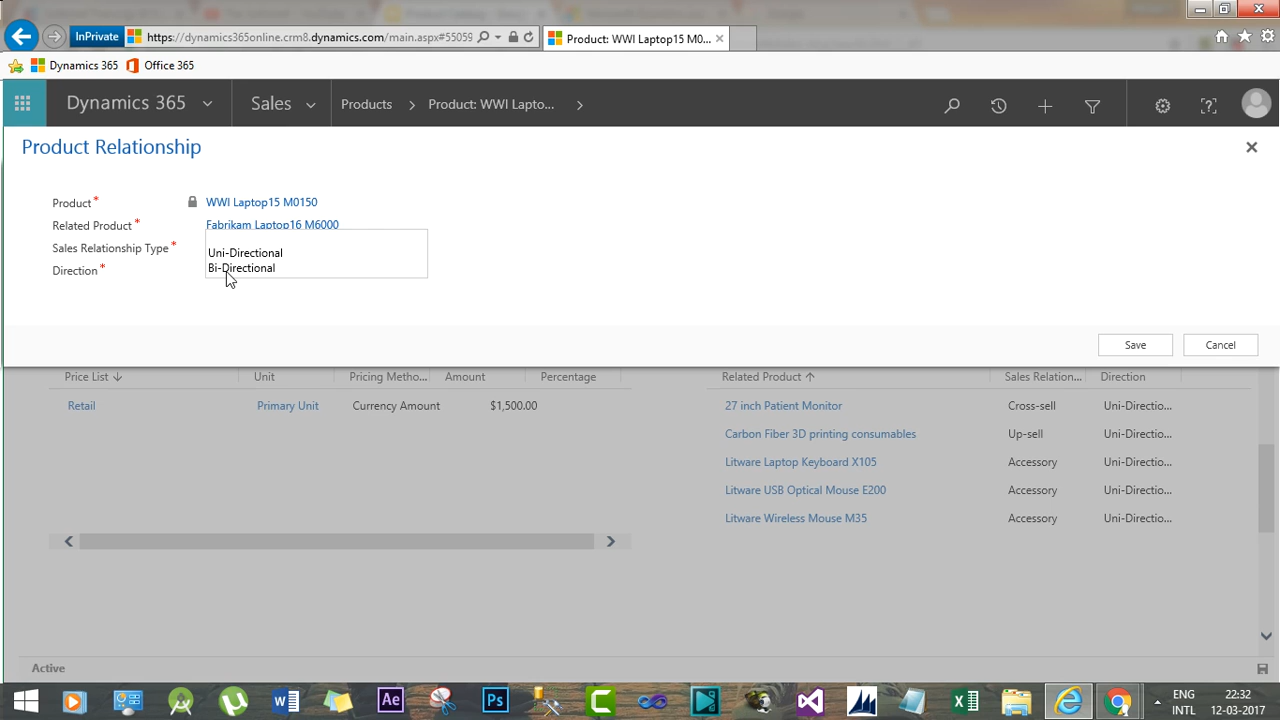 InPrivate
https://dynamics365online.crm8.dynamics.com/main.aspx#55059
Product: WWI Laptop15 M0...
Dynamics 365
Office 365
Dynamics 365
Sales
Products
Product: WWI Lapto...
Product Relationship
Product*
WWI Laptop15 M0150
Related Product*
Fabrikam Laptop16 M6000
Sales Relationship Type*
Uni-Directional
Direction*
Bi-Directional
Save
Cancel
Price List Unit Pricing Metho... Amount Percentage
Related Product Sales Relation... Direction
Retail Primary Unit Currency Amount $1,500.00
27 inch Patient Monitor Cross-sell Uni-Directio...
Carbon Fiber 3D printing consumables Up-sell Uni-Directio...
Litware Laptop Keyboard X105 Accessory Uni-Directio...
Litware USB Optical Mouse E200 Accessory Uni-Directio...
Litware Wireless Mouse M35 Accessory Uni-Directio...
Active
ENG 22:32
INTL 12-03-2017